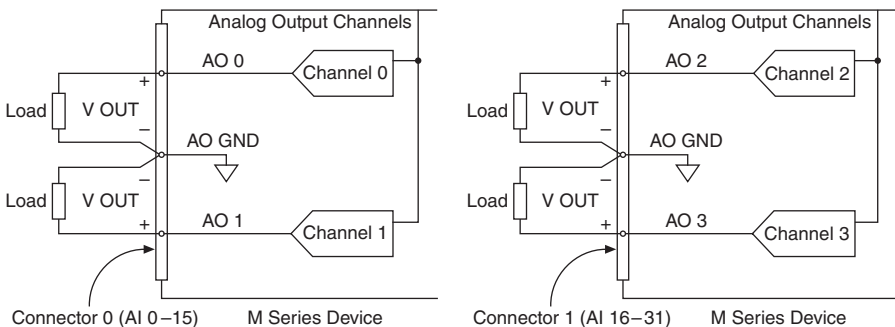 Analog Output Channels
AO 0
Channel 0
+
Load
V OUT
–
AO GND
–
Load
V OUT
+
AO 1
Channel 1
Connector 0 (AI 0–15)
M Series Device
Analog Output Channels
AO 2
Channel 2
+
Load
V OUT
–
AO GND
–
Load
V OUT
+
AO 3
Channel 3
Connector 1 (AI 16–31)
M Series Device